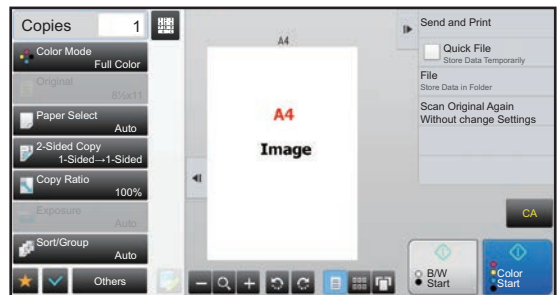 Copies 1
Color Mode
Full Color
Original
8½x11
Paper Select
Auto
2-Sided Copy
1-Sided→1-Sided
Copy Ratio
100%
Exposure
Auto
Sort/Group
Auto
Others
A4
A4
Image
Send and Print
Quick File
Store Data Temporarily
File
Store Data in Folder
Scan Original Again
Without change Settings
CA
B/W
Start
Color
Start